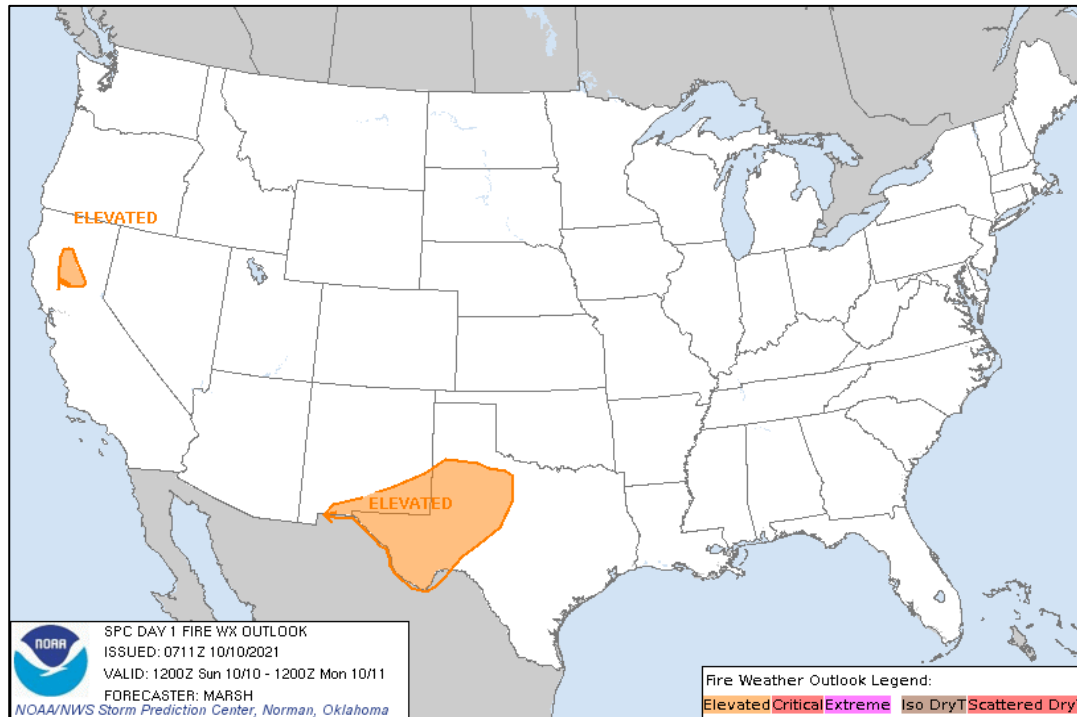 ELEVATED
ELEVATED
NOAA
SPC DAY 1 FIRE WX OUTLOOK
ISSUED: 0711Z 10/10/2021
VALID: 1200Z Sun 10/10 - 1200Z Mon 10/11
FORECASTER: MARSH
NOAA/NWS Storm Prediction Center, Norman, Oklahoma
Fire Weather Outlook Legend:
Elevated Critical Extreme Iso DryT Scattered DryT